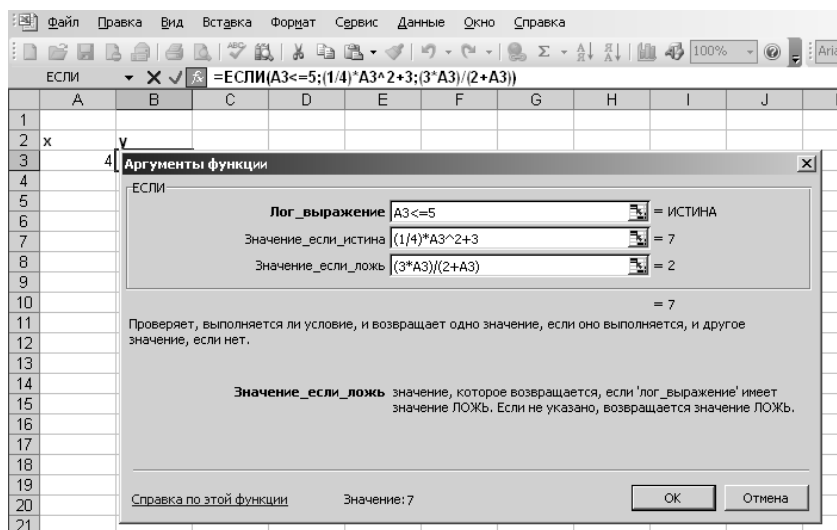 Файл Правка Вид Вставка Формат Сервис Данные Окно Справка
100% Aria
ЕСЛИ =ЕСЛИ(A3<=5;(1/4)*A3^2+3;(3*A3)/(2+A3))
A B C D E F G H I J
1
2 x y
3 4 Аргументы функции
4 ЕСЛИ
5 Лог_выражение A3<=5 = ИСТИНА
6
7 Значение_если_истина (1/4)*A3^2+3 = 7
8 Значение_если_ложь (3*A3)/(2+A3) = 2
9
10 = 7
11 Проверяет, выполняется ли условие, и возвращает одно значение, если оно выполняется, и другое
12 значение, если нет.
13
14 Значение_если_ложь значение, которое возвращается, если 'лог_выражение' имеет
15 значение ЛОЖЬ. Если не указано, возвращается значение ЛОЖЬ.
16
17
18
19
20 Справка по этой функции Значение:7 ОК Отмена
21